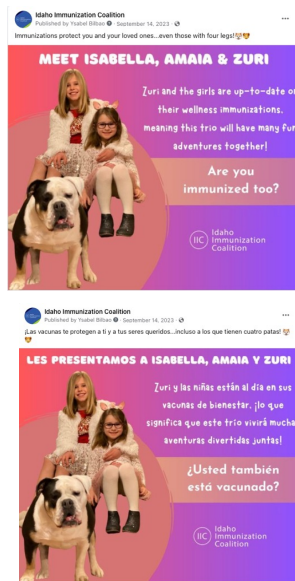 Idaho Immunization Coalition
Published by Ysabel Bilbao · September 14, 2023 ·
Immunizations protect you and your loved ones...even those with four legs!
MEET ISABELLA, AMAIA & ZURI
Zuri and the girls are up-to-date on
their wellness immunizations,
meaning this trio will have many fun
adventures together!
Are you
immunized too?
IIC
Idaho
Immunization
Coalition
Idaho Immunization Coalition
Published by Ysabel Bilbao · September 14, 2023 ·
¡Las vacunas te protegen a ti y a tus seres queridos...incluso a los que tienen cuatro patas!
LES PRESENTAMOS A ISABELLA, AMAIA Y ZURI
Zuri y las niñas están al día en sus
vacunas de bienestar, ¡lo que
significa que este trío vivirá
aventuras divertidas juntas!
¿Usted también
está vacunado?
IIC
Idaho
Immunization
Coalition